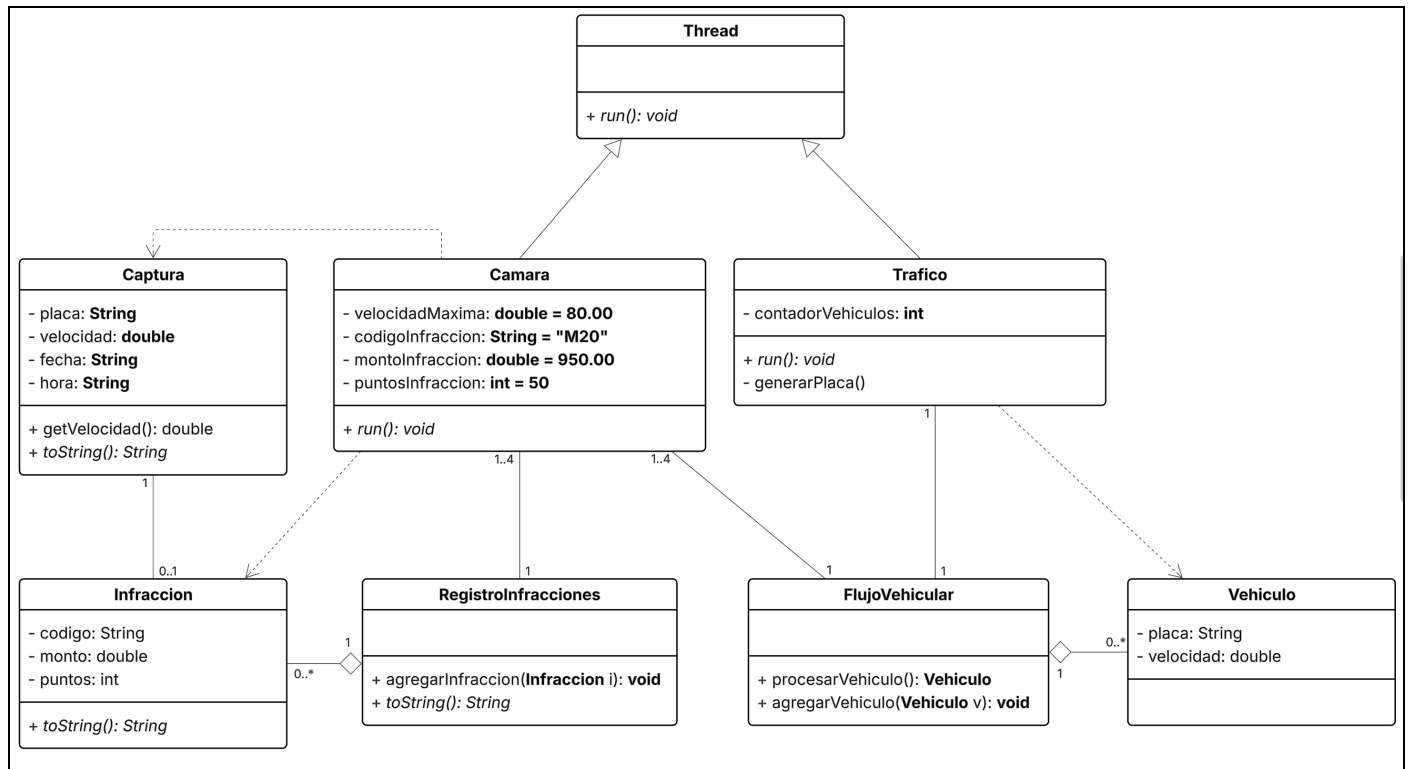 Thread
+ run(): void
Captura
- placa: String
- velocidad: double
- fecha: String
- hora: String
+ getVelocidad(): double
+ toString(): String
Camara
- velocidadMaxima: double = 80.00
- codigoInfraccion: String = "M20"
- montoInfraccion: double = 950.00
- puntosInfraccion: int = 50
+ run(): void
Trafico
- contadorVehiculos: int
+ run(): void
- generarPlaca()
1
0..1
1..4
1
1..4
1
1
1
Infraccion
- codigo: String
- monto: double
- puntos: int
+ toString(): String
0..*
1
RegistroInfracciones
+ agregarInfraccion(Infraccion i): void
+ toString(): String
FlujoVehicular
+ procesarVehiculo(): Vehiculo
+ agregarVehiculo(Vehiculo v): void
1
0..*
Vehiculo
- placa: String
- velocidad: double